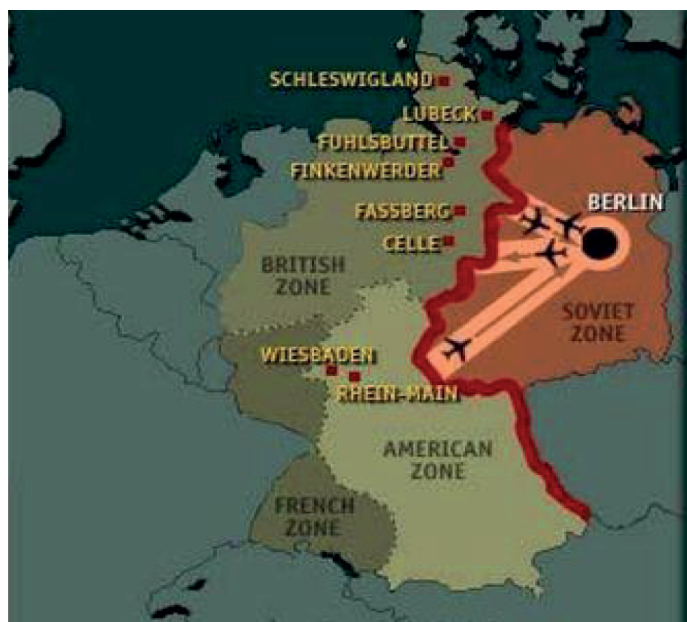 SCHLESWIGLAND
LUBECK
FUHLSBUTTEL
FINKENWERDER
BERLIN
FASSBERG
CELLE
BRITISH
ZONE
SOVIET
ZONE
WIESBADEN
RHEIN-MAIN
AMERICAN
ZONE
FRENCH
ZONE